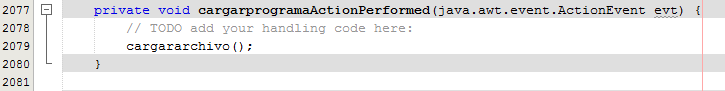 2077 private void cargarprogramaActionPerformed(java.awt.event.ActionEvent evt) {
2078 // TODO add your handling code here:
2079 cargararchivo();
2080 }
2081